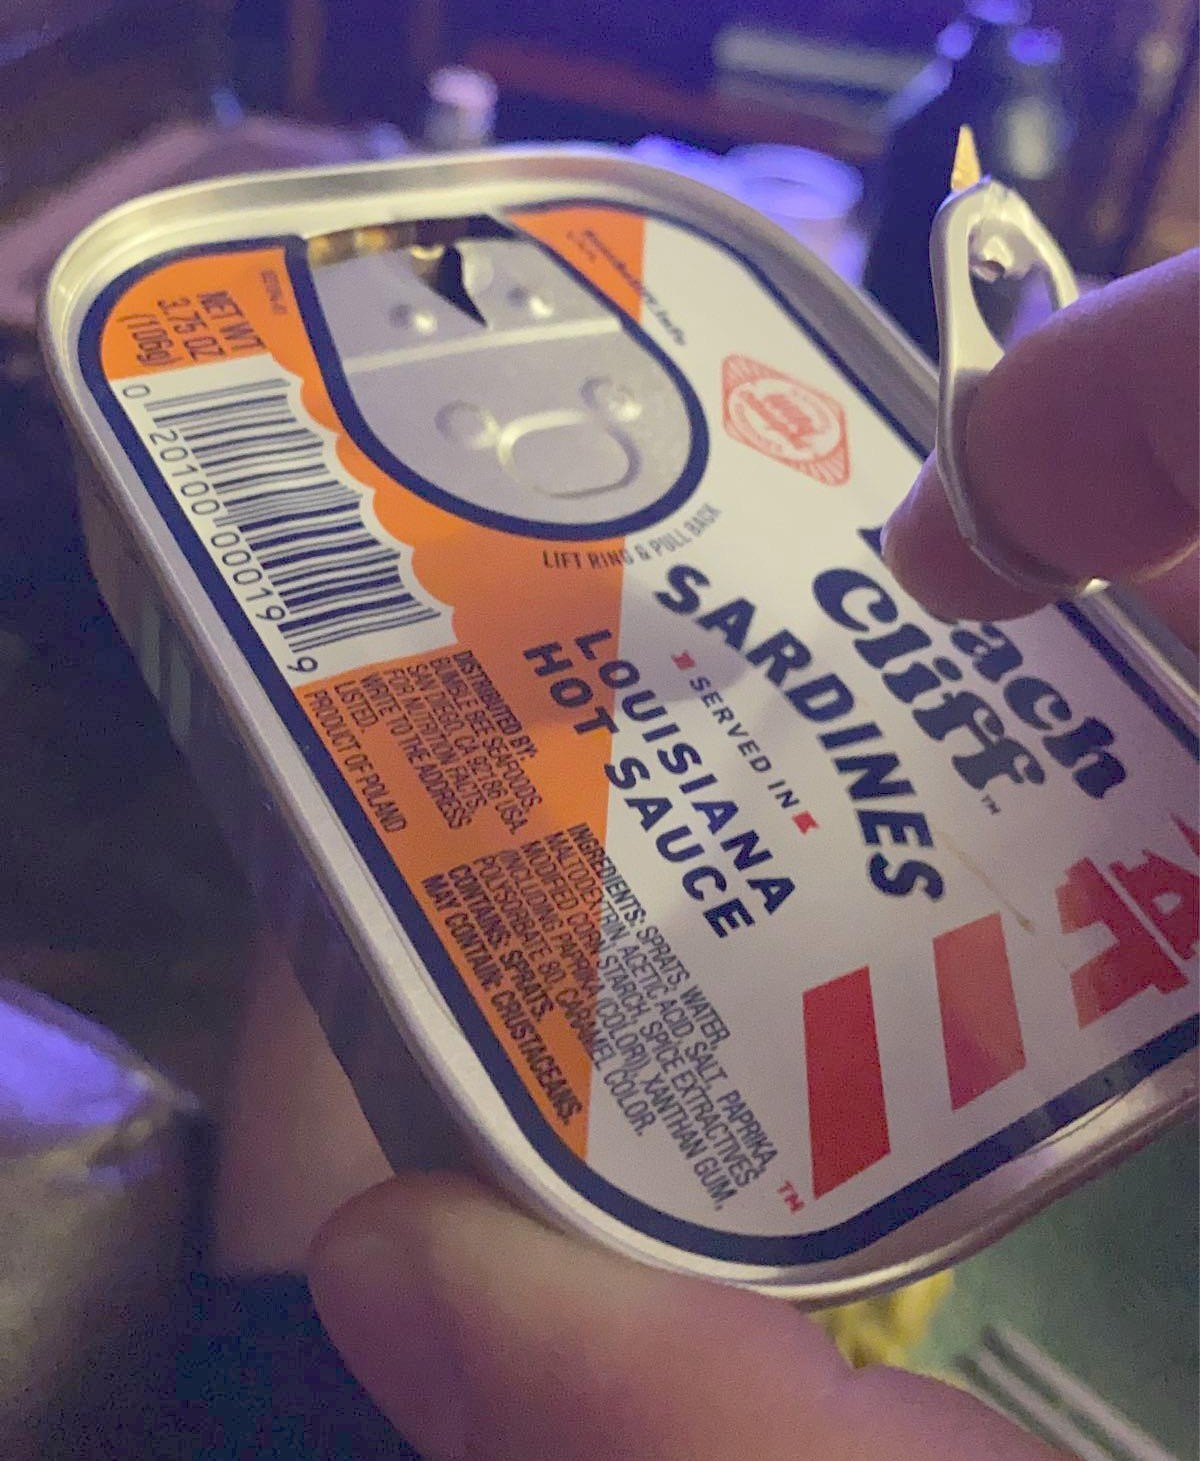 NET WT
3.75 OZ
(106g)
0 20100 00019 9
LIFT RING & PULL BACK
ach
Cliff™
SARDINES
SERVED IN
LOUISIANA
HOT SAUCE
DISTRIBUTED BY:
BUMBLE BEE SEAFOODS,
SAN DIEGO, CA 92186 USA
FOR NUTRITION FACTS,
WRITE TO THE ADDRESS
LISTED.
PRODUCT OF POLAND
INGREDIENTS: SPRATS, WATER,
MALTODEXTRIN, ACETIC ACID, SALT, PAPRIKA,
MODIFIED CORN STARCH, SPICE EXTRACTIVES
(INCLUDING PAPRIKA (COLOR)), XANTHAN GUM,
POLYSORBATE 80, CARAMEL COLOR.
CONTAINS: SPRATS.
MAY CONTAIN: CRUSTACEANS.
TM